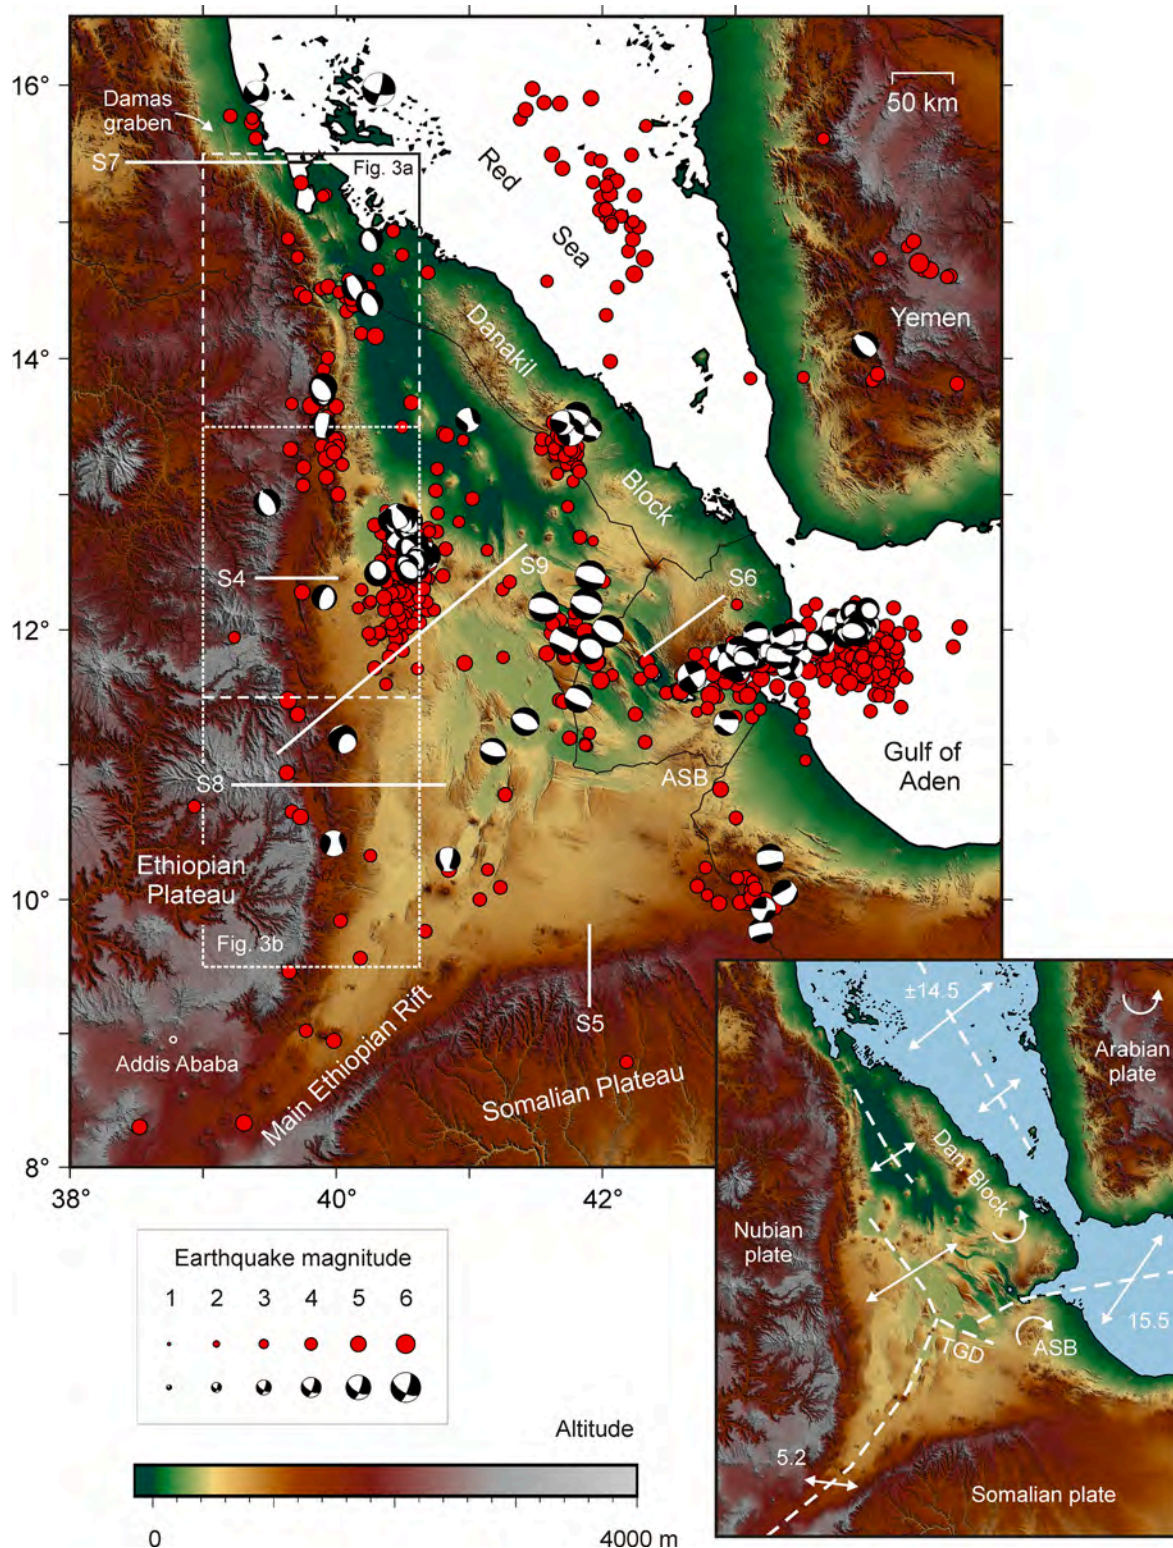 16°
14°
12°
10°
8°
38°
40°
42°
Damas
graben
S7
Fig. 3a
Red
Sea
50 km
Yemen
Danakil
Block
S4
S9
S6
S8
ASB
Gulf of
Aden
Ethiopian
Plateau
Fig. 3b
S5
Addis Ababa
Main Ethiopian Rift
Somalian Plateau
±14.5
Arabian
plate
Dan. Block
Nubian
plate
15.5
TGD
ASB
5.2
Somalian plate
Earthquake magnitude
1 2 3 4 5 6
Altitude
0 4000 m